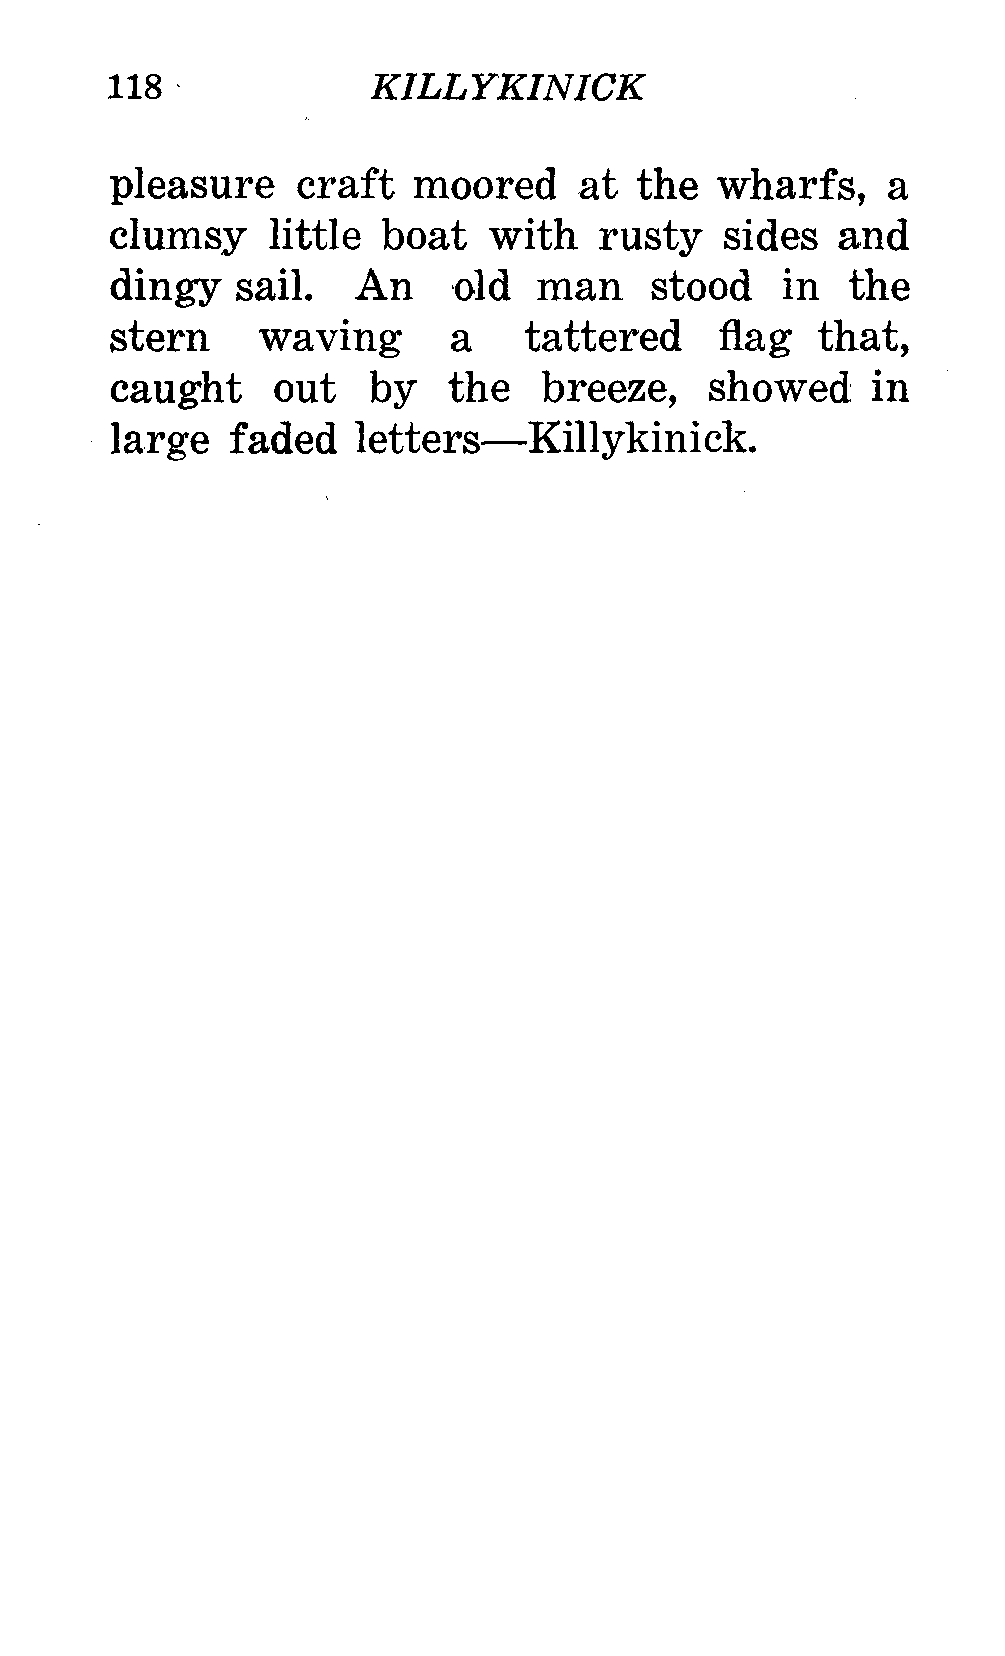 118 KILLYKINICK
pleasure craft moored at the wharfs, a
clumsy little boat with rusty sides and
dingy sail. An old man stood in the
stern waving a tattered flag that,
caught out by the breeze, showed in
large faded letters—Killykinick.